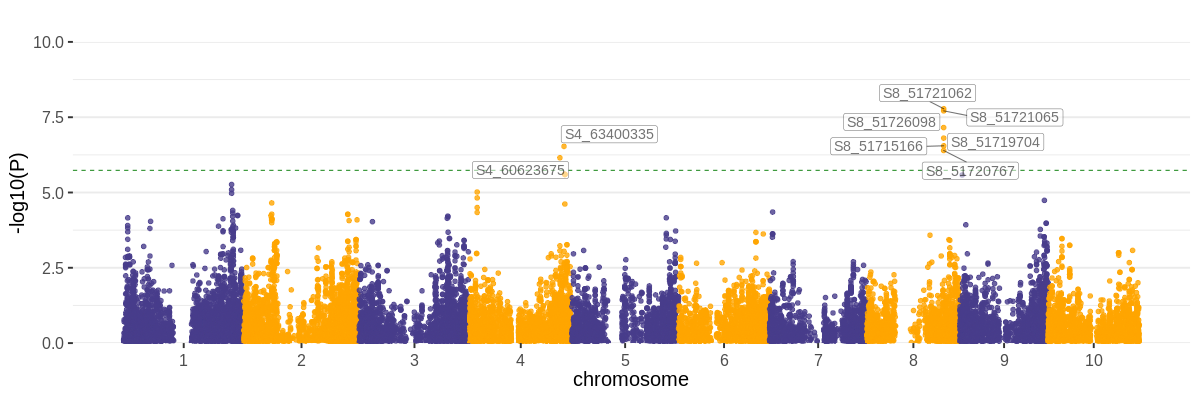 10.0
S8_51721062
7.5
S8_51721065
S8_51726098
S4_63400335
S8_51719704
S8_51715166
S4_60623675
S8_51720767
5.0
2.5
0.0
-log10(P)
1 2 3 4 5 6 7 8 9 10
chromosome